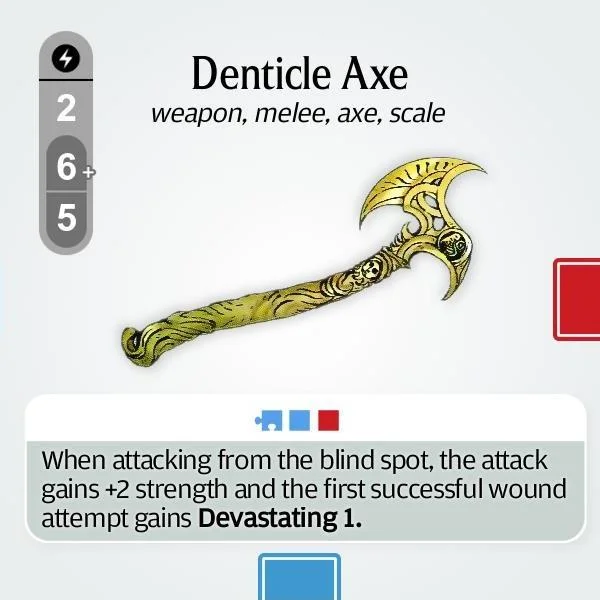 Denticle Axe
weapon, melee, axe, scale
2
6+
5
When attacking from the blind spot, the attack
gains +2 strength and the first successful wound
attempt gains Devastating 1.